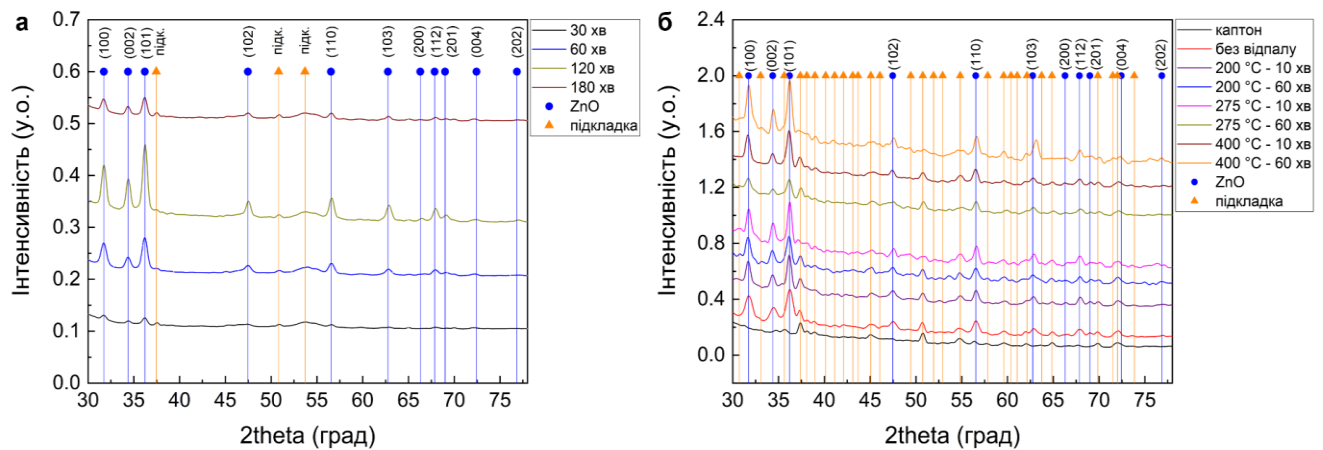 а
Інтенсивність (у.о.)
0.7
0.6
0.5
0.4
0.3
0.2
0.1
0.0
(100)
(002)
(101)
підк.
(102)
підк.
підк.
(110)
(103)
(200)
(112)
(201)
(004)
(202)
30 35 40 45 50 55 60 65 70 75
2theta (град)
30 хв
60 хв
120 хв
180 хв
ZnO
підкладка
б
Інтенсивність (у.о.)
2.4
2.0
1.6
1.2
0.8
0.4
0.0
(100)
(002)
(101)
(102)
(110)
(103)
(200)
(112)
(201)
(004)
(202)
30 35 40 45 50 55 60 65 70 75
2theta (град)
каптон
без відпалу
200 °C - 10 хв
200 °C - 60 хв
275 °C - 10 хв
275 °C - 60 хв
400 °C - 10 хв
400 °C - 60 хв
ZnO
підкладка